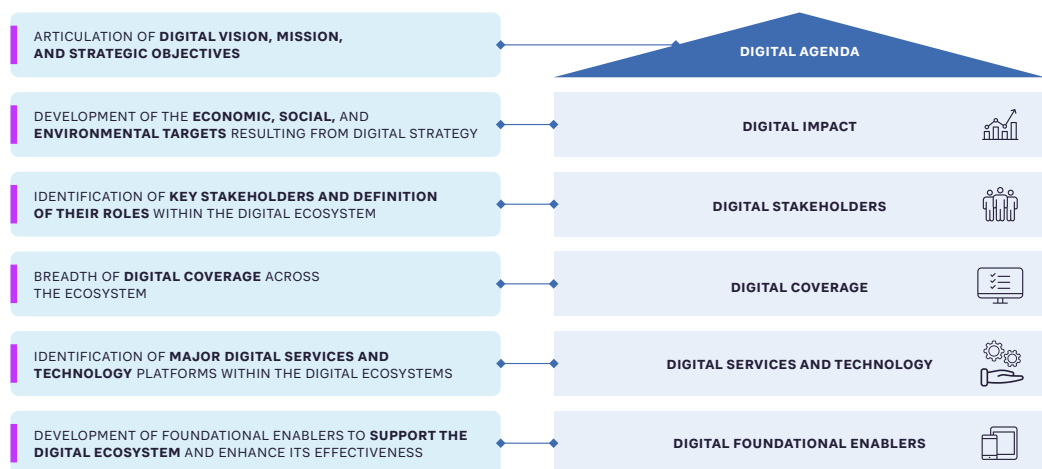 ARTICULATION OF DIGITAL VISION, MISSION,
AND STRATEGIC OBJECTIVES
DIGITAL AGENDA
DEVELOPMENT OF THE ECONOMIC, SOCIAL, AND
ENVIRONMENTAL TARGETS RESULTING FROM DIGITAL STRATEGY
DIGITAL IMPACT
IDENTIFICATION OF KEY STAKEHOLDERS AND DEFINITION
OF THEIR ROLES WITHIN THE DIGITAL ECOSYSTEM
DIGITAL STAKEHOLDERS
BREADTH OF DIGITAL COVERAGE ACROSS
THE ECOSYSTEM
DIGITAL COVERAGE
IDENTIFICATION OF MAJOR DIGITAL SERVICES AND
TECHNOLOGY PLATFORMS WITHIN THE DIGITAL ECOSYSTEMS
DIGITAL SERVICES AND TECHNOLOGY
DEVELOPMENT OF FOUNDATIONAL ENABLERS TO SUPPORT THE
DIGITAL ECOSYSTEM AND ENHANCE ITS EFFECTIVENESS
DIGITAL FOUNDATIONAL ENABLERS